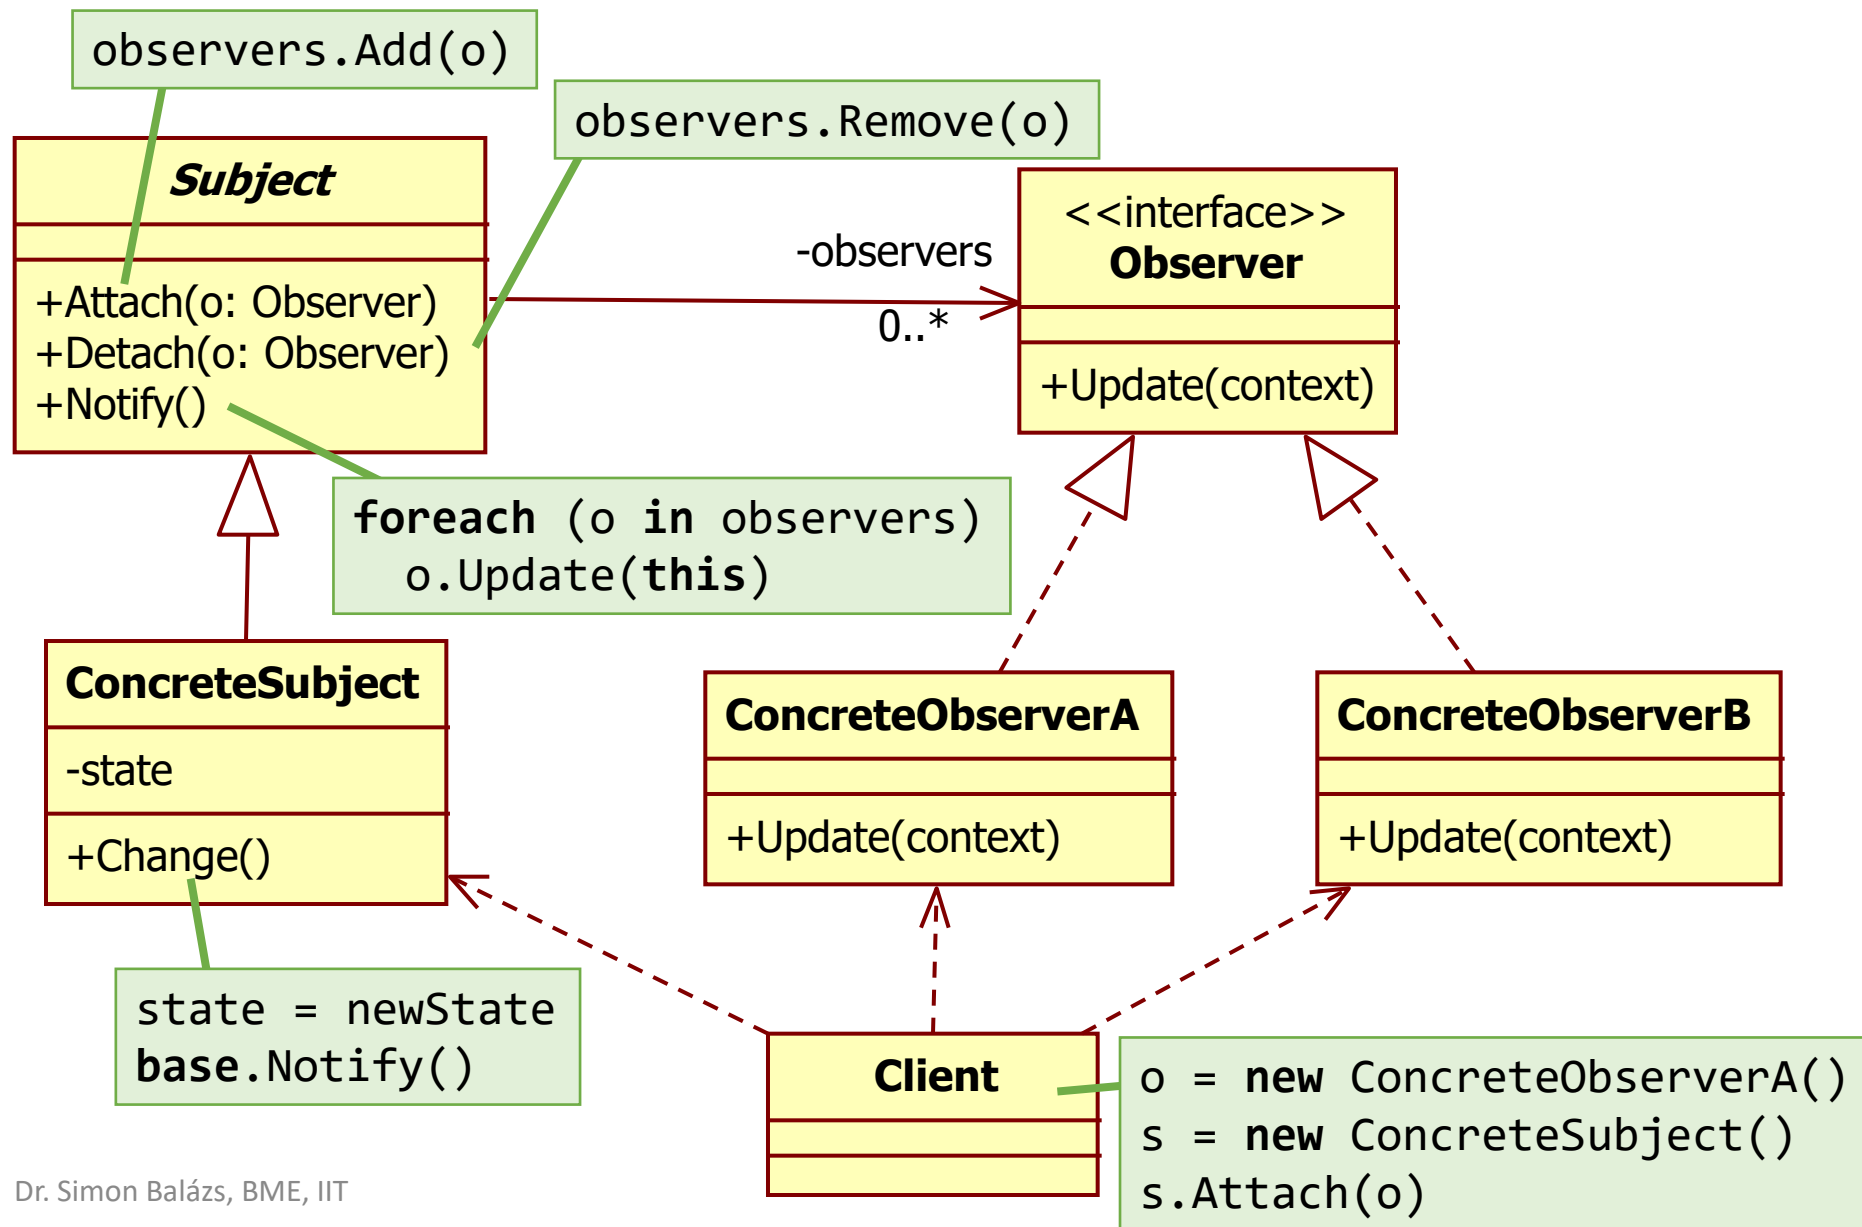 observers.Add(o)
observers.Remove(o)
Subject
+Attach(o: Observer)
+Detach(o: Observer)
+Notify()
-observers
0..*
<<interface>>
Observer
+Update(context)
foreach (o in observers)
o.Update(this)
ConcreteSubject
-state
+Change()
ConcreteObserverA
+Update(context)
ConcreteObserverB
+Update(context)
state = newState
base.Notify()
Client
o = new ConcreteObserverA()
s = new ConcreteSubject()
s.Attach(o)
Dr. Simon Balázs, BME, IIT